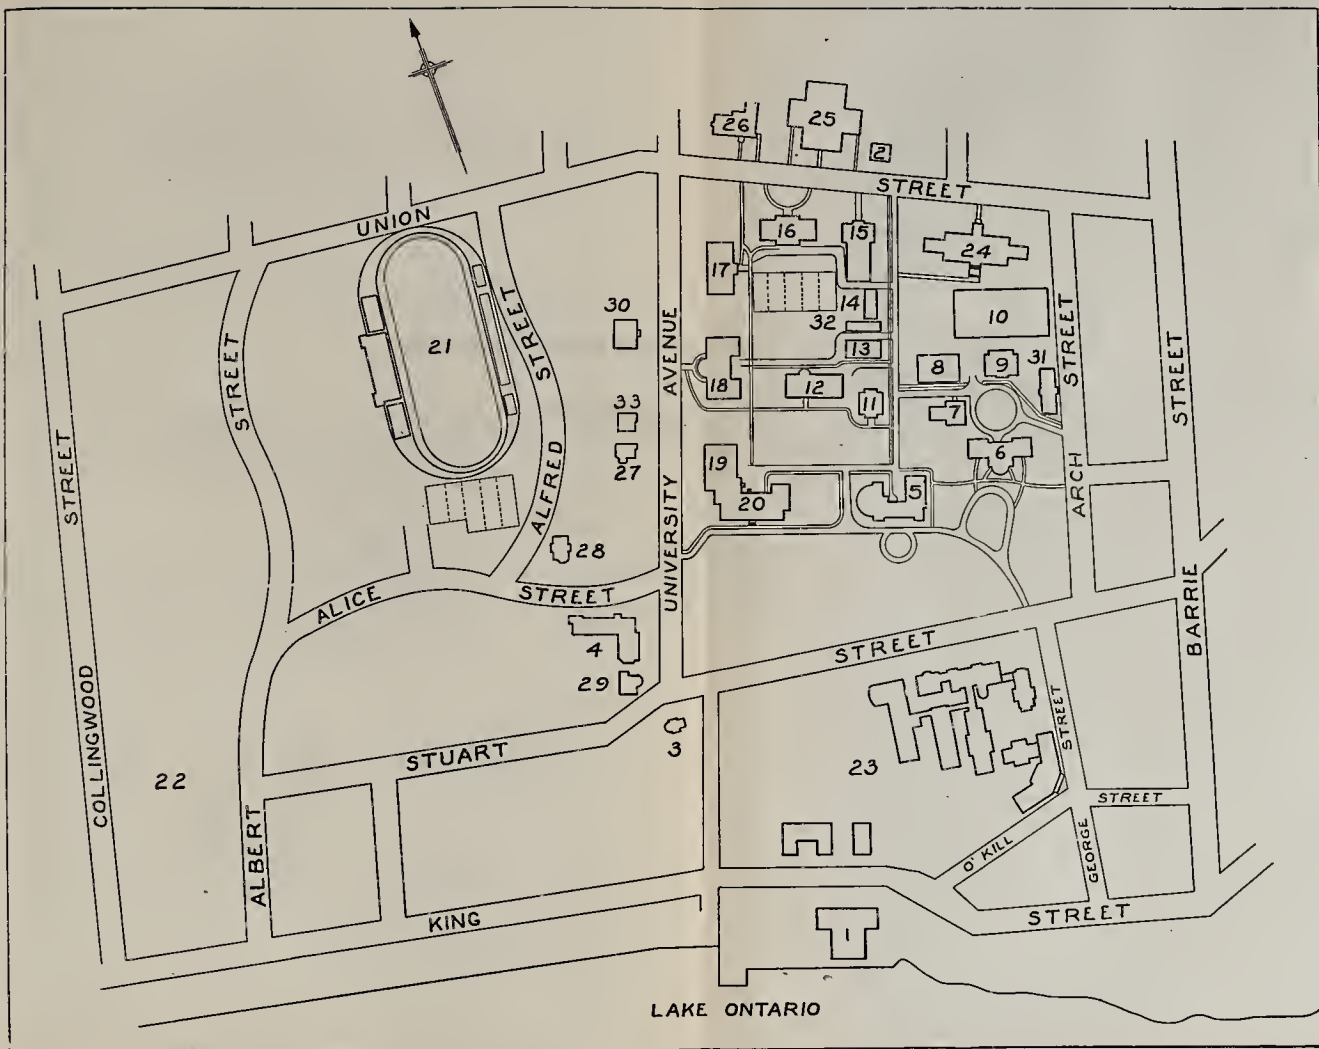 26
25
2
STREET
UNION
16
15
24
17
STREET
30
AVENUE
14
10
32
STREET
21
13
STREET
STREET
8
9
31
STREET
18
12
11
7
33
27
6
19
ARCH
STREET
ALFRED
UNIVERSITY
20
5
28
ALICE
STREET
BARRIE
4
STREET
29
COLLINGWOOD
STREET
3
STUART
23
22
STREET
ALBERT
O'KILL
GEORGE
KING
STREET
1
LAKE ONTARIO